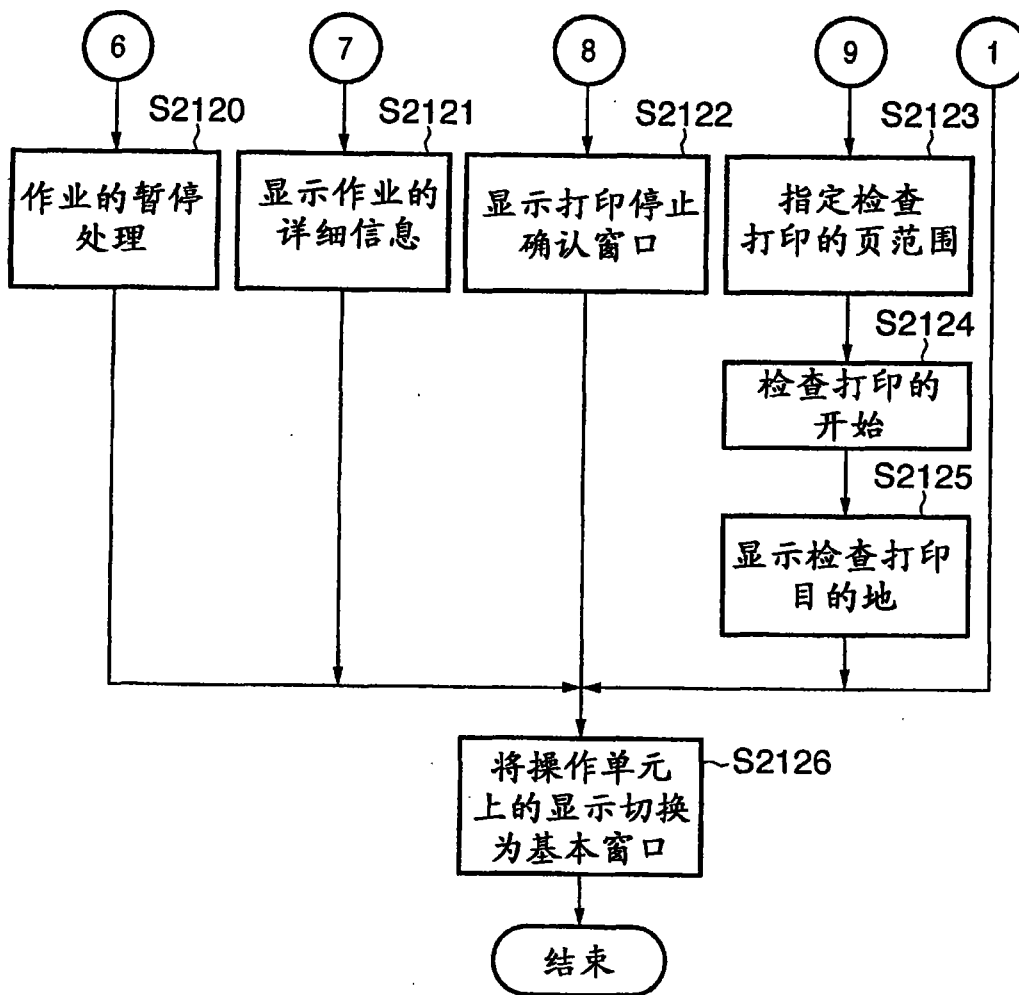 6
7
8
9
1
S2120
S2121
S2122
S2123
作业的暂停
处理
显示作业的
详细信息
显示打印停止
确认窗口
指定检查
打印的页范围
S2124
检查打印的
开始
S2125
显示检查打印
目的地
S2126
将操作单元
上的显示切换
为基本窗口
结束